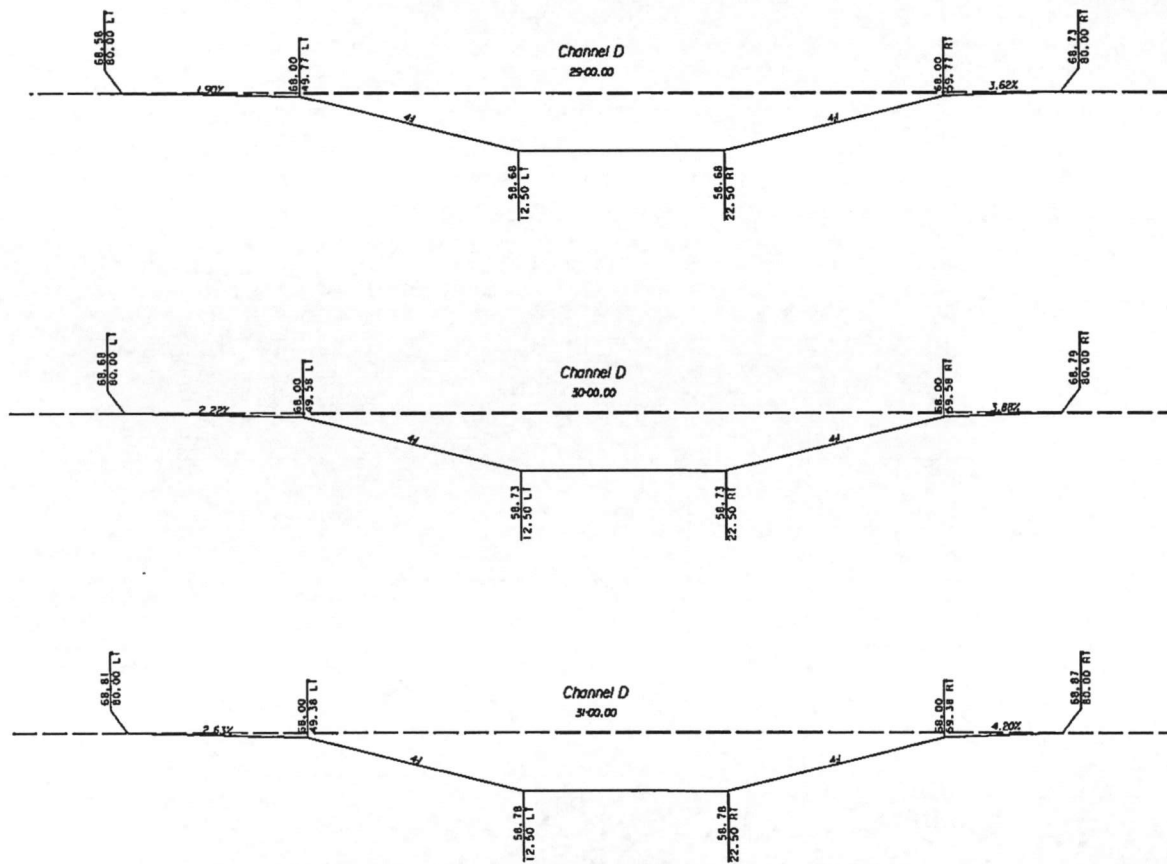 68.58
80.00 LT
68.00
49.77 LT
Channel D
29+00.00
68.00
59.77 RT
68.73
80.00 RT
1.90%
3.62%
4:1
4:1
58.68
12.50 LT
58.68
22.50 RT
68.68
80.00 LT
68.00
49.58 LT
Channel D
30+00.00
68.00
59.58 RT
68.79
80.00 RT
2.22%
3.88%
4:1
4:1
58.73
12.50 LT
58.73
22.50 RT
68.81
80.00 LT
68.00
49.38 LT
Channel D
31+00.00
68.00
59.38 RT
68.87
80.00 RT
2.63%
4.20%
4:1
4:1
58.78
12.50 LT
58.78
22.50 RT